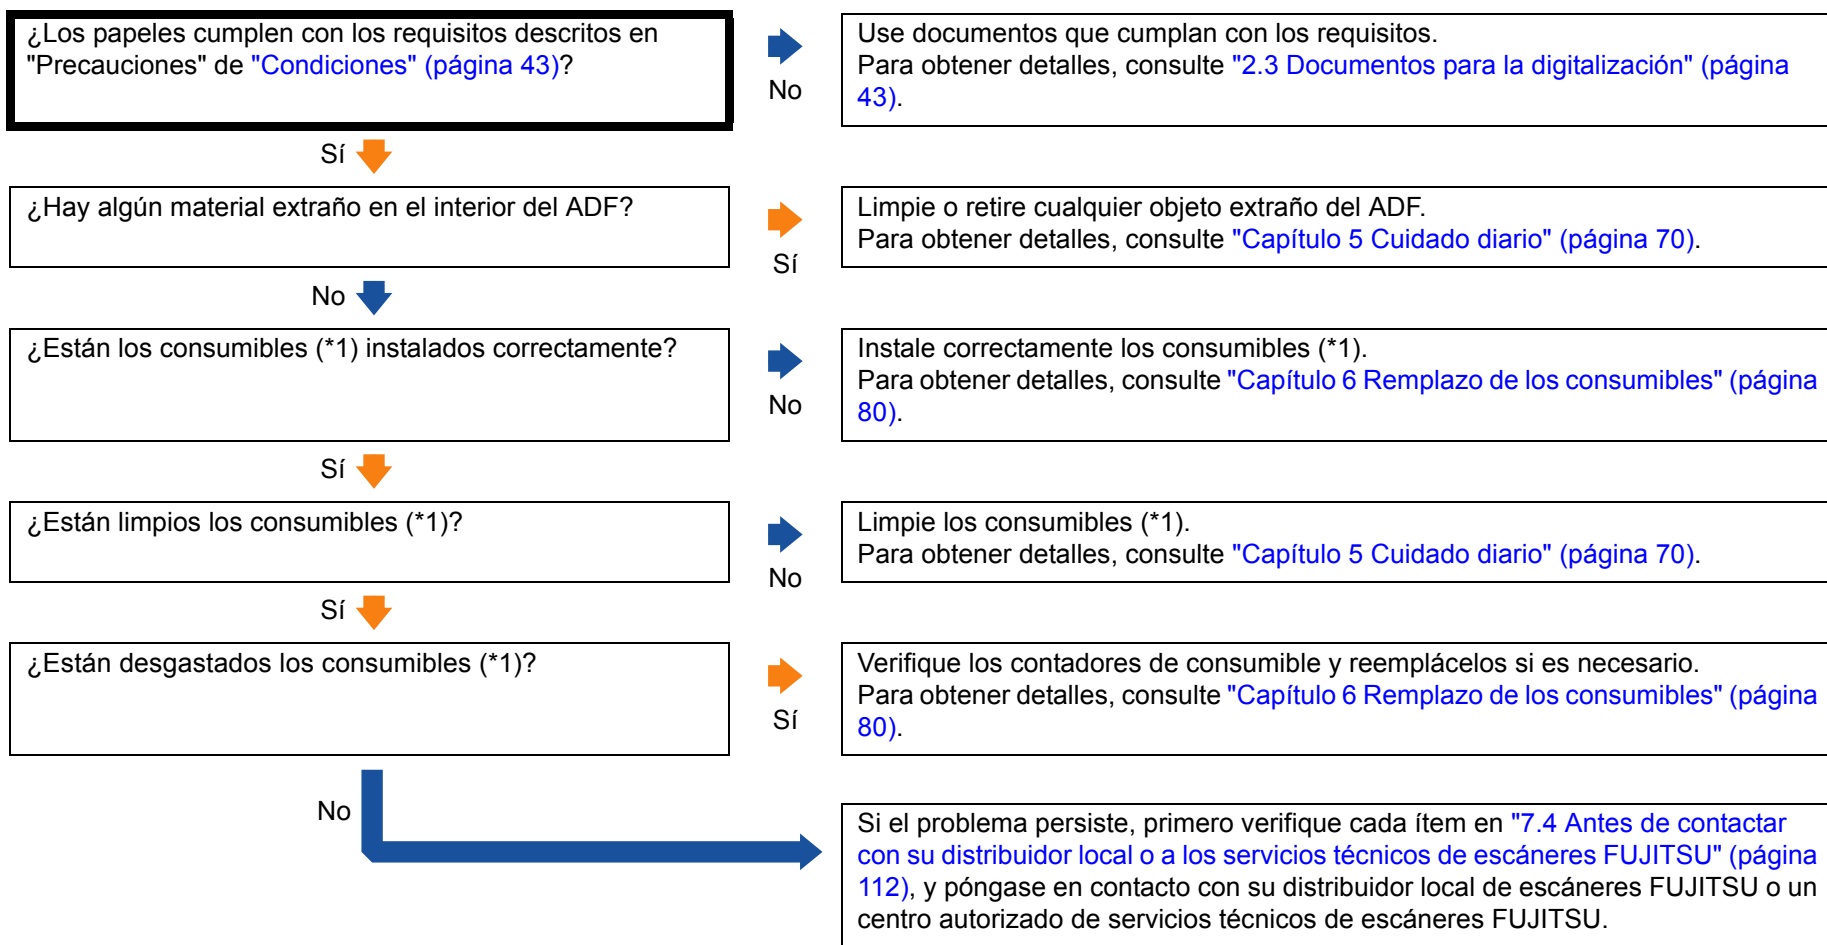 ¿Los papeles cumplen con los requisitos descritos en
"Precauciones" de "Condiciones" (página 43)?
No
Use documentos que cumplan con los requisitos.
Para obtener detalles, consulte "2.3 Documentos para la digitalización" (página
43).
Sí
¿Hay algún material extraño en el interior del ADF?
Sí
Limpie o retire cualquier objeto extraño del ADF.
Para obtener detalles, consulte "Capítulo 5 Cuidado diario" (página 70).
No
¿Están los consumibles (*1) instalados correctamente?
No
Instale correctamente los consumibles (*1).
Para obtener detalles, consulte "Capítulo 6 Remplazo de los consumibles" (página
80).
Sí
¿Están limpios los consumibles (*1)?
No
Limpie los consumibles (*1).
Para obtener detalles, consulte "Capítulo 5 Cuidado diario" (página 70).
Sí
¿Están desgastados los consumibles (*1)?
Sí
Verifique los contadores de consumible y reemplácelos si es necesario.
Para obtener detalles, consulte "Capítulo 6 Remplazo de los consumibles" (página
80).
No
Si el problema persiste, primero verifique cada ítem en "7.4 Antes de contactar
con su distribuidor local o a los servicios técnicos de escáneres FUJITSU" (página
112), y póngase en contacto con su distribuidor local de escáneres FUJITSU o un
centro autorizado de servicios técnicos de escáneres FUJITSU.